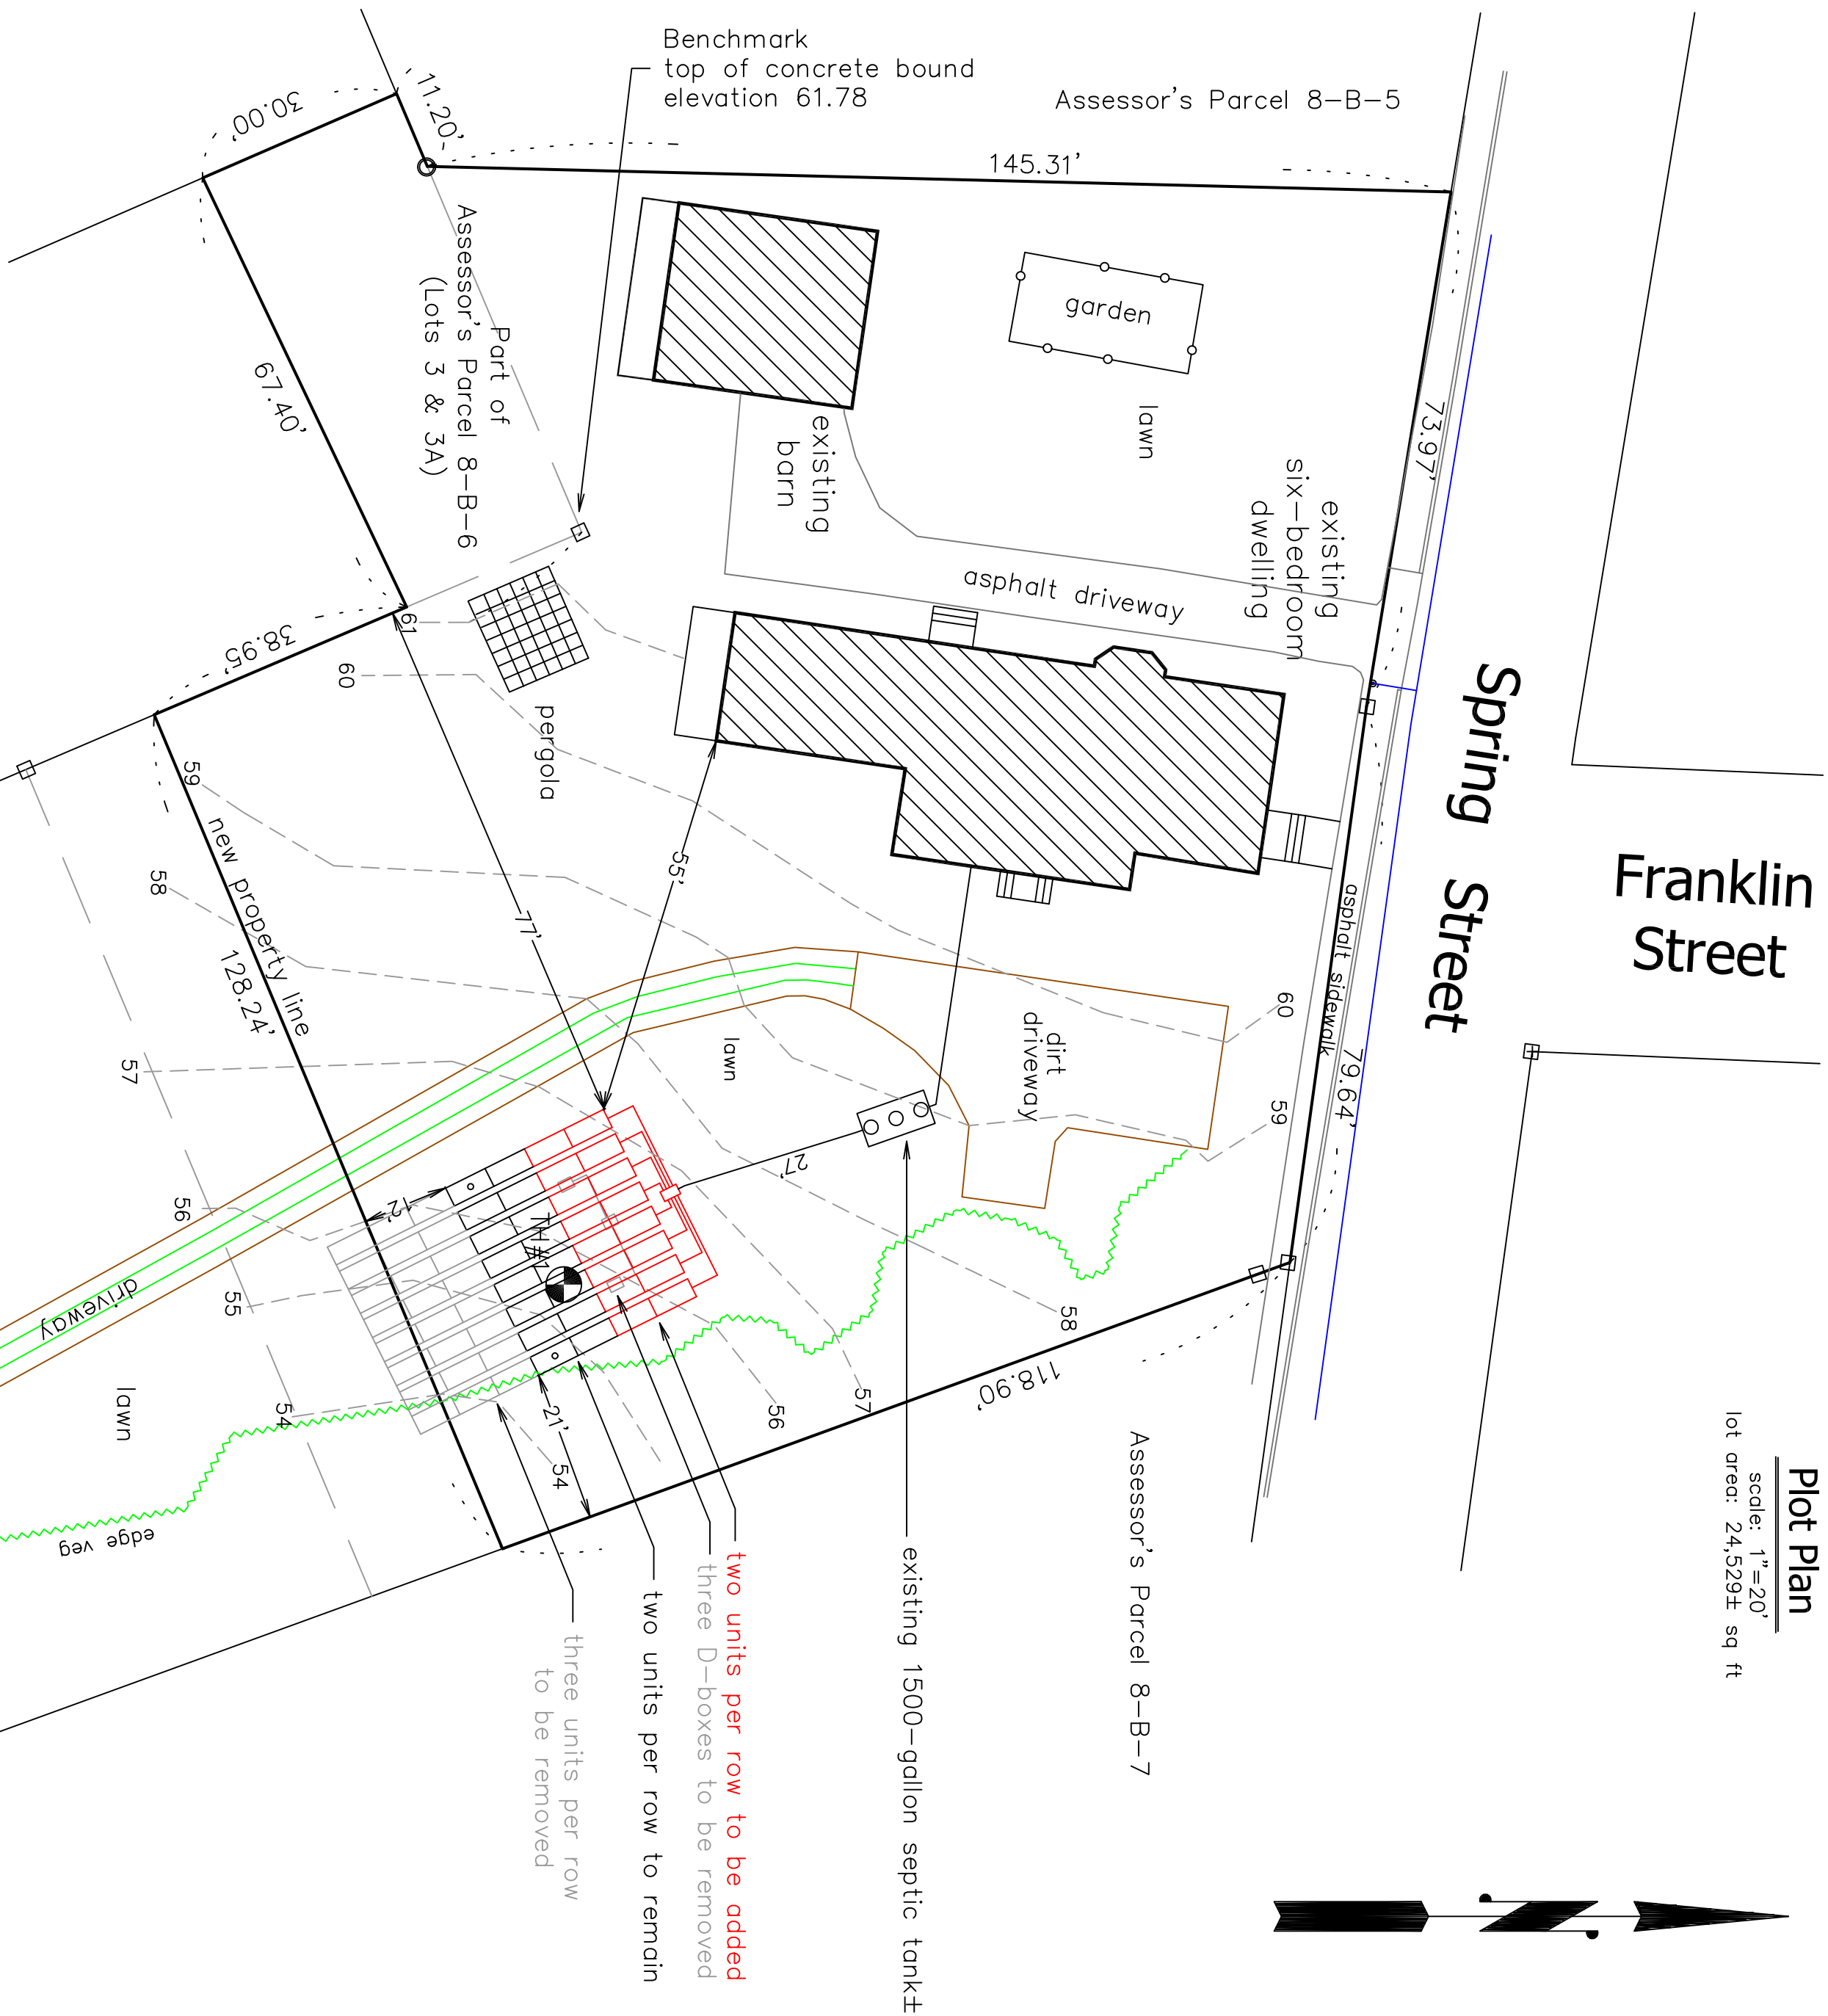 Benchmark
top of concrete bound
elevation 61.78
Assessor's Parcel 8-B-5
11.20'
30.00'
145.31'
Part of
Assessor's Parcel 8-B-6
(Lots 3 & 3A)
67.40'
garden
lawn
73.97'
existing
barn
existing
six-bedroom
dwelling
asphalt driveway
Spring Street
Franklin
Street
61
60
38.95'
pergola
59
58
new property line
128.24'
77'
55'
asphalt sidewalk
79.64'
60
59
dirt
driveway
lawn
57
56
55
54
27'
12'
TH#1
21'
58
57
56
54
118.90'
driveway
lawn
edge veg
Assessor's Parcel 8-B-7
existing 1500-gallon septic tank±
two units per row to be added
three D-boxes to be removed
two units per row to remain
three units per row
to be removed
Plot Plan
scale: 1"=20'
lot area: 24,529± sq ft
N